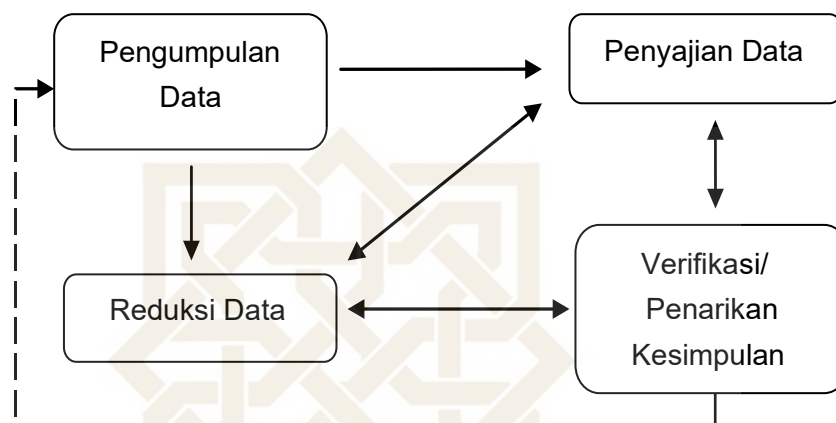 Pengumpulan
Data
Penyajian Data
Reduksi Data
Verifikasi/
Penarikan
Kesimpulan